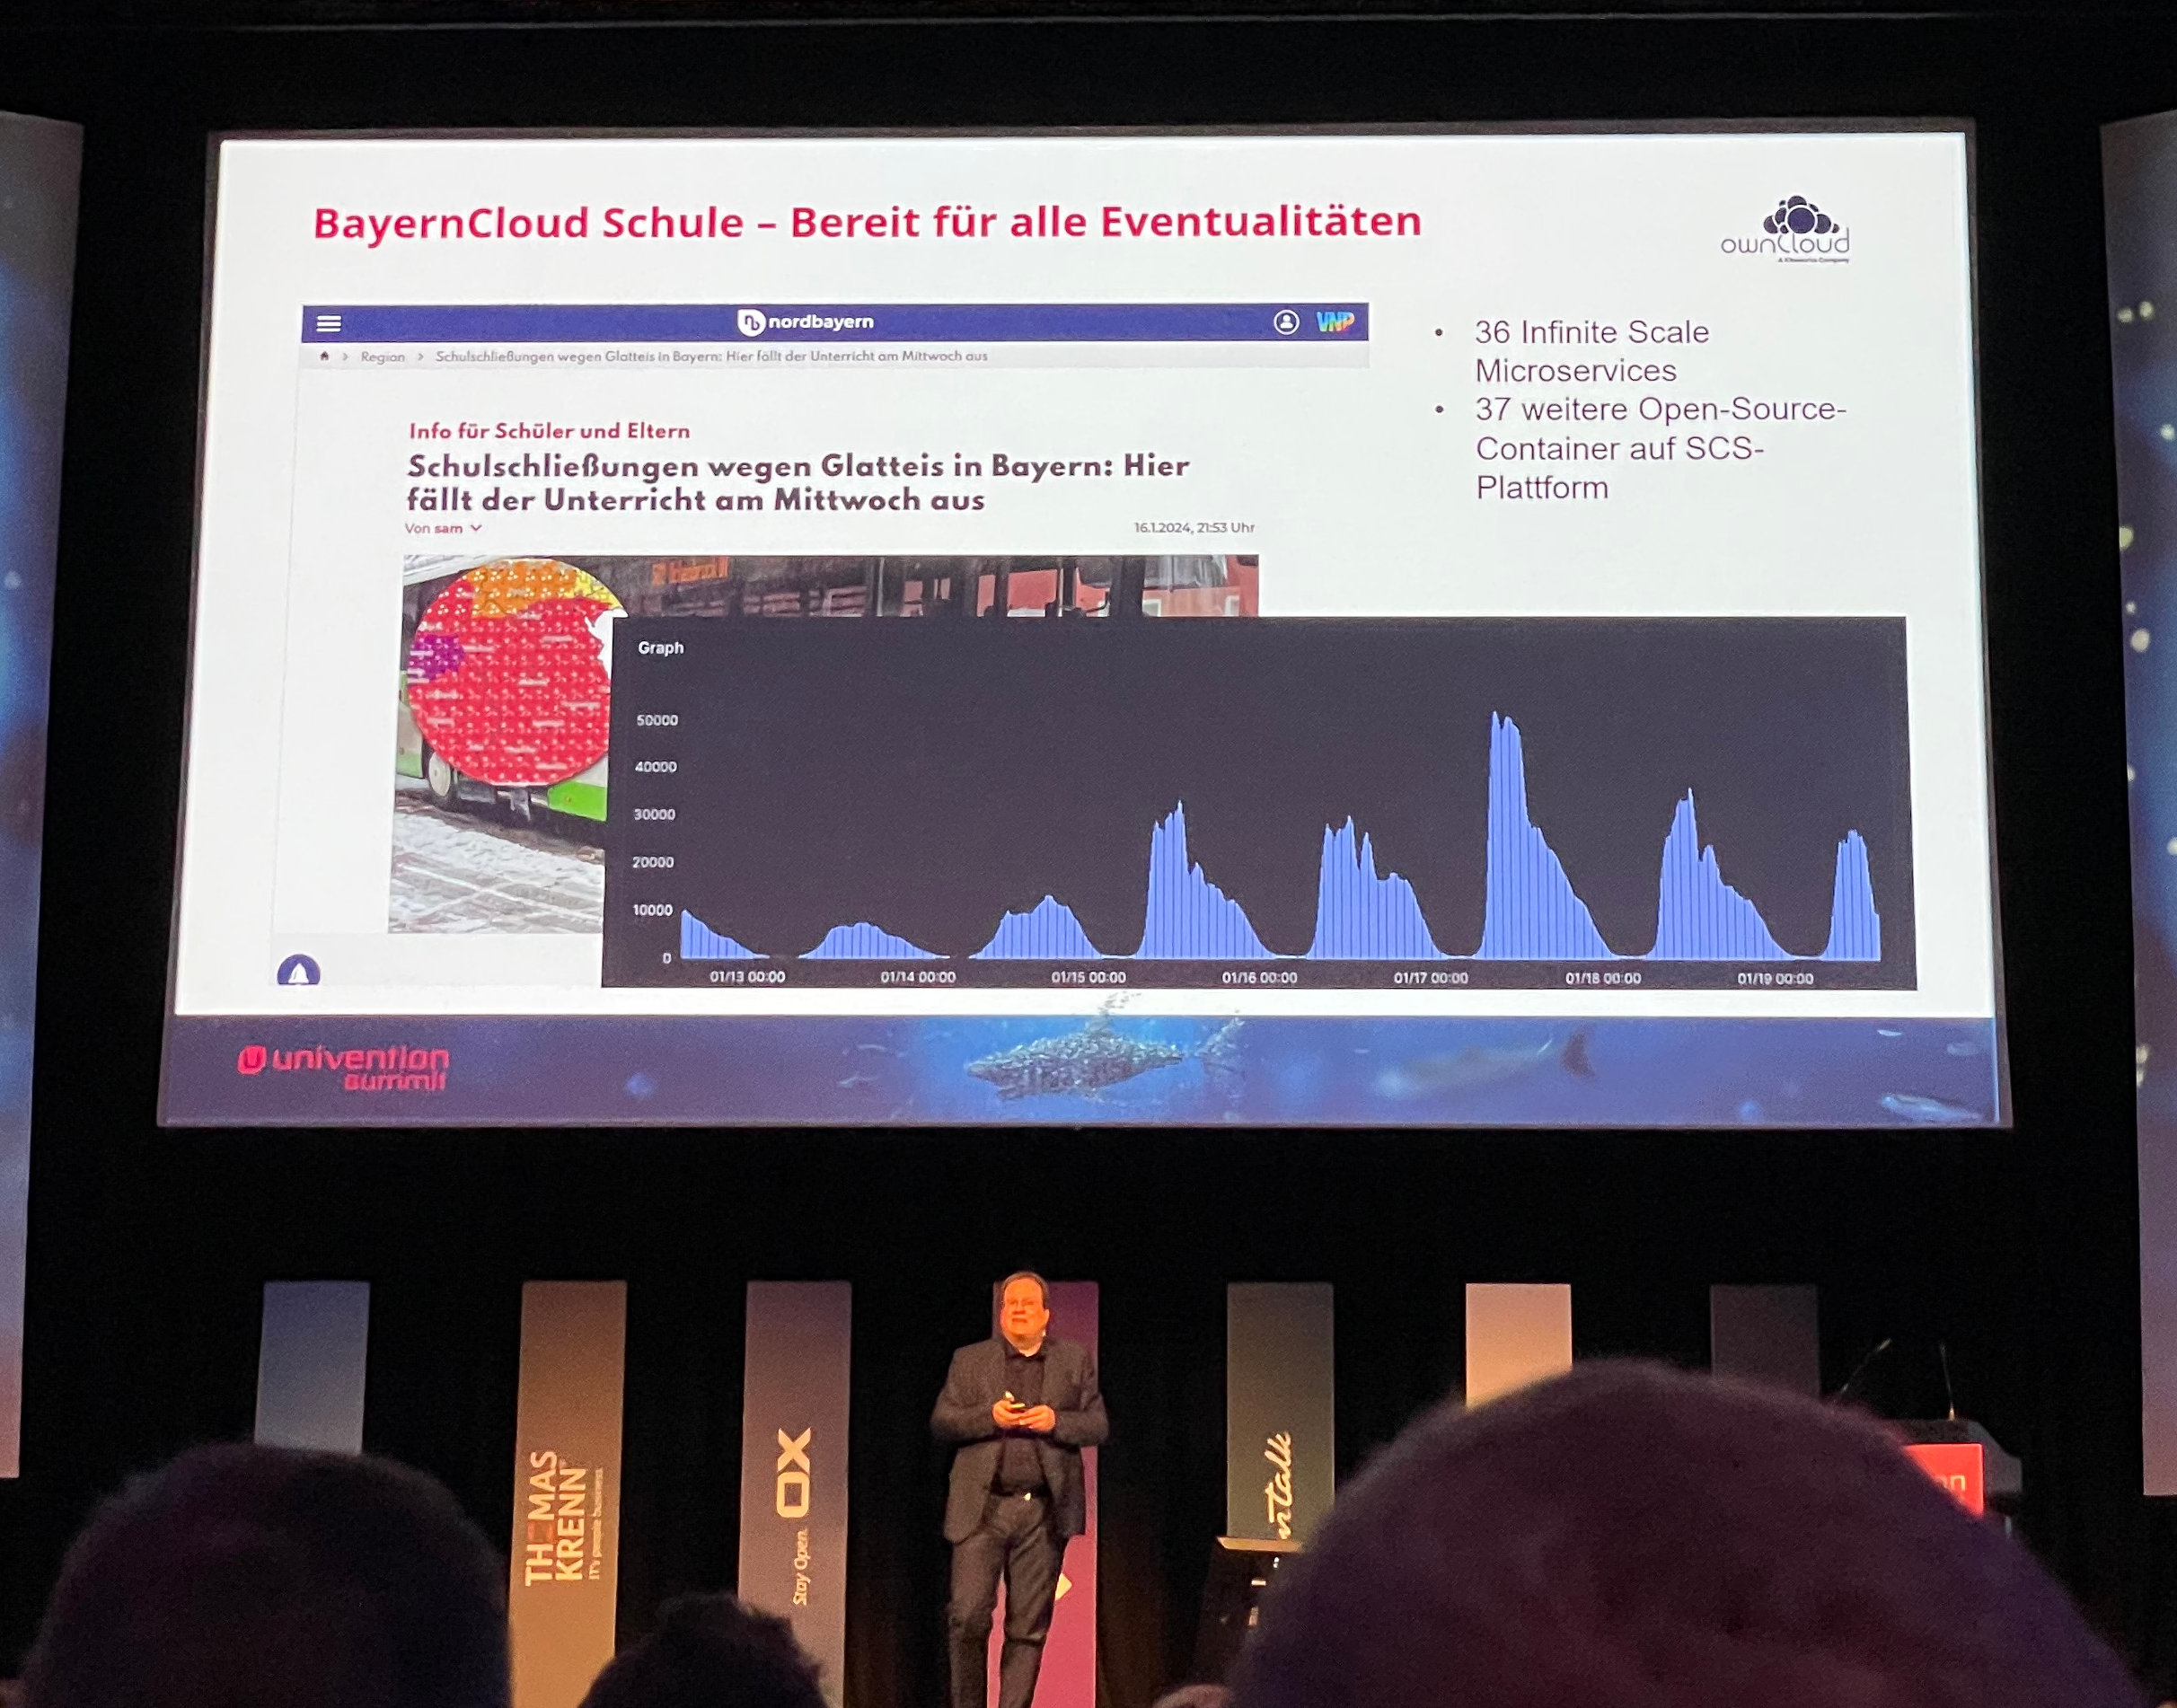 BayernCloud Schule – Bereit für alle Eventualitäten
ownCloud
A Kiteworks Company
nordbayern
VNP
Region > Schulschließungen wegen Glatteis in Bayern: Hier fällt der Unterricht am Mittwoch aus
Info für Schüler und Eltern
Schulschließungen wegen Glatteis in Bayern: Hier
fällt der Unterricht am Mittwoch aus
Von sam
16.1.2024, 21:53 Uhr
• 36 Infinite Scale
Microservices
• 37 weitere Open-Source-
Container auf SCS-
Plattform
Graph
50000
40000
30000
20000
10000
0
01/13 00:00 01/14 00:00 01/15 00:00 01/16 00:00 01/17 00:00 01/18 00:00 01/19 00:00
univention
summit
THOMAS
KRENN
IT's people business
OX
Stay Open.
ntalk